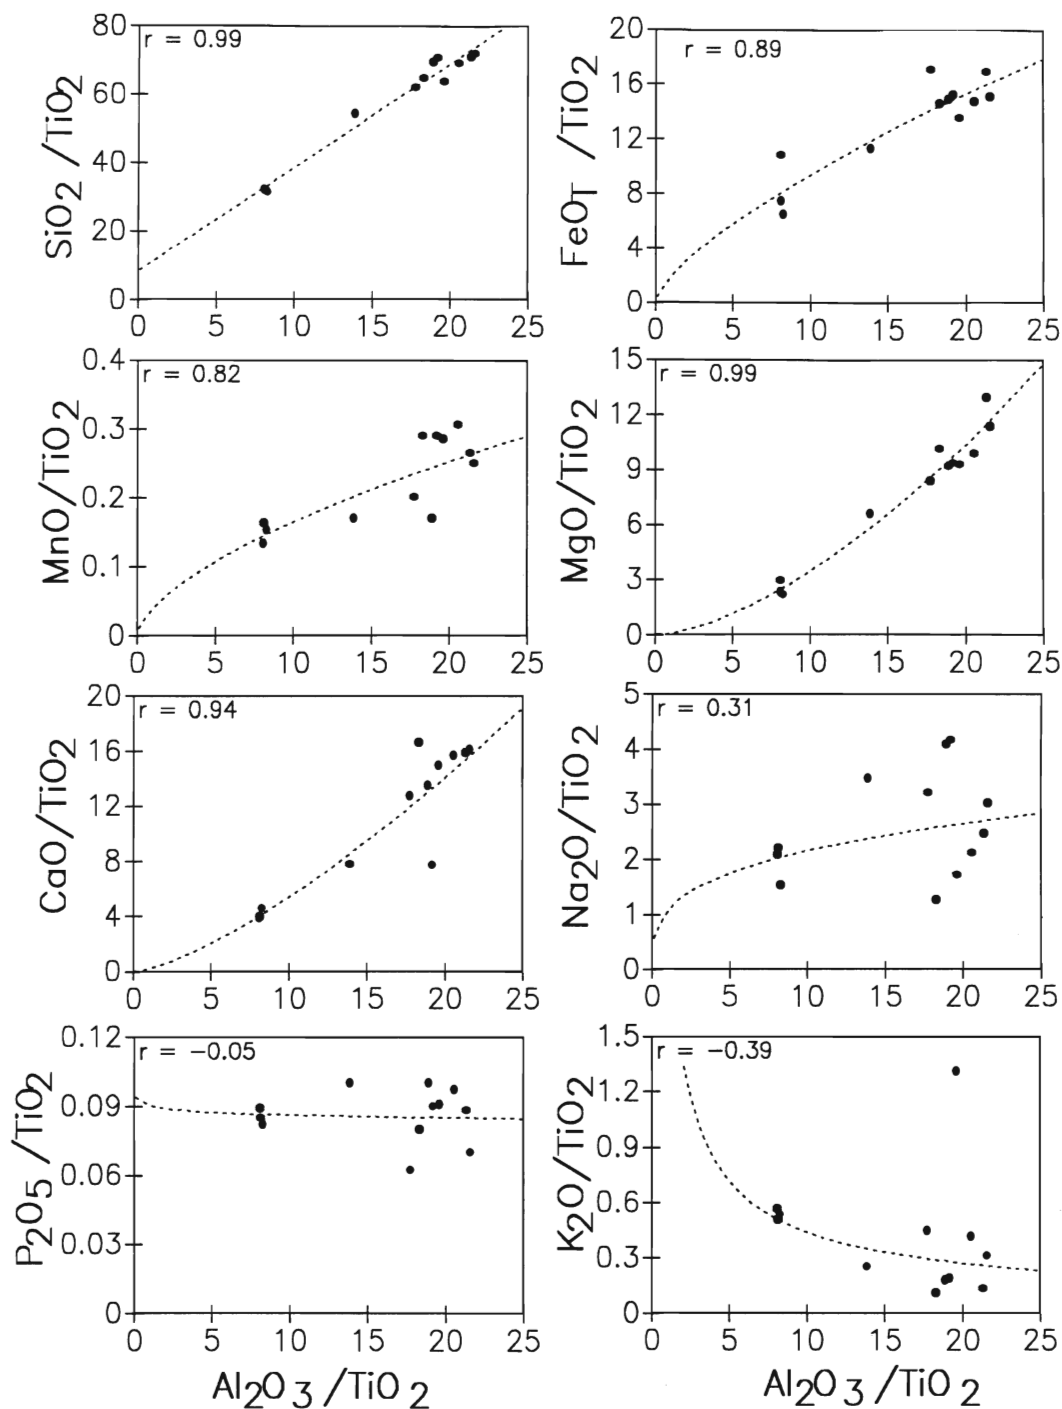 SiO2 /TiO2
r = 0.99
80
60
40
20
0
0 5 10 15 20 25
FeOT /TiO2
r = 0.89
20
16
12
8
4
0
0 5 10 15 20 25
MnO/TiO2
r = 0.82
0.4
0.3
0.2
0.1
0
0 5 10 15 20 25
MgO/TiO2
r = 0.99
15
12
9
6
3
0
0 5 10 15 20 25
CaO/TiO2
r = 0.94
20
16
12
8
4
0
0 5 10 15 20 25
Na2O/TiO2
r = 0.31
5
4
3
2
1
0
0 5 10 15 20 25
P2O5 /TiO2
r = −0.05
0.12
0.09
0.06
0.03
0
0 5 10 15 20 25
Al2O3 /TiO2
K2O/TiO2
r = −0.39
1.5
1.2
0.9
0.6
0.3
0
0 5 10 15 20 25
Al2O3 /TiO2